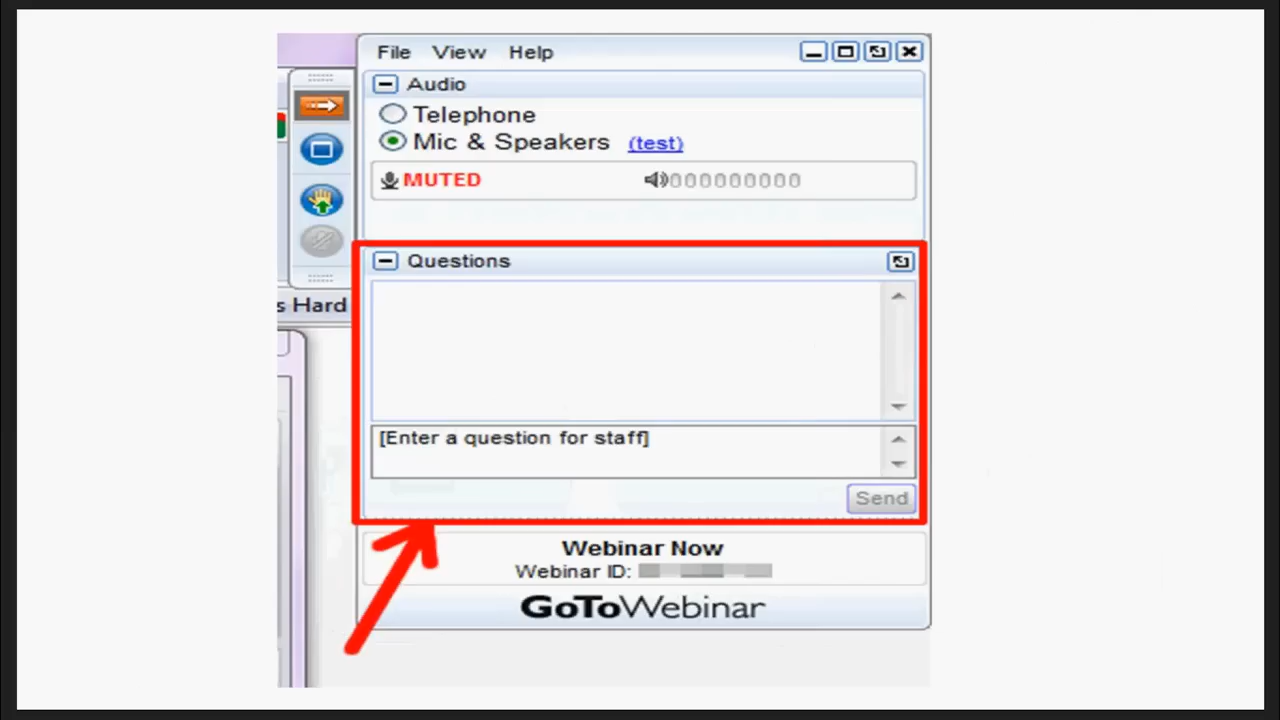 File View Help
Audio
Telephone
Mic & Speakers (test)
MUTED
s Hard
Questions
[Enter a question for staff]
Send
Webinar Now
Webinar ID:
GoToWebinar